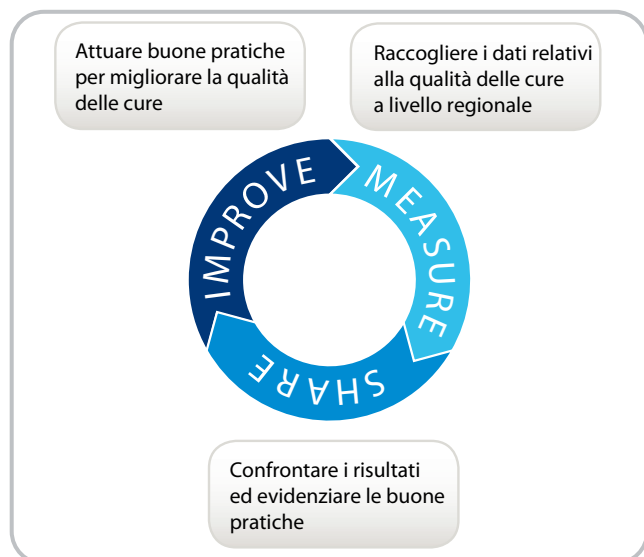 Attuare buone pratiche
per migliorare la qualità
delle cure
Raccogliere i dati relativi
alla qualità delle cure
a livello regionale
IMPROVE
MEASURE
SHARE
Confrontare i risultati
ed evidenziare le buone
pratiche